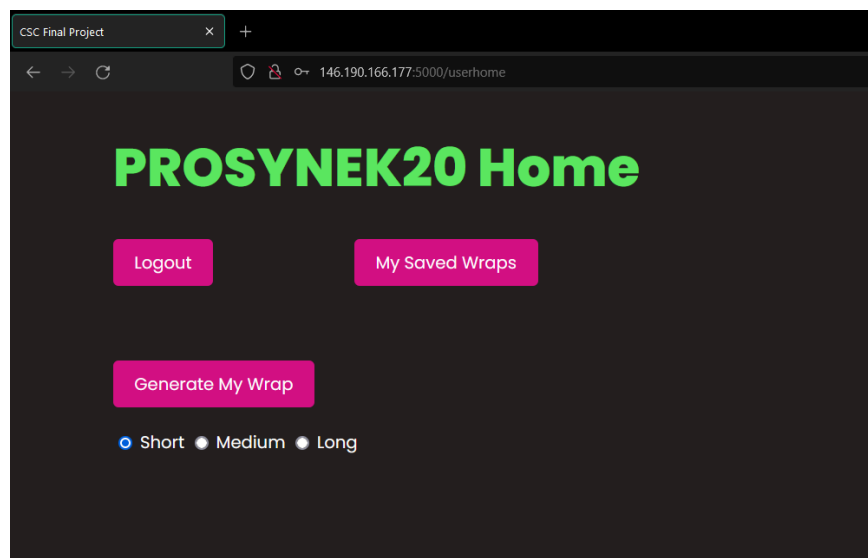 CSC Final Project
146.190.166.177:5000/userhome
PROSYNEK20 Home
Logout My Saved Wraps
Generate My Wrap
Short Medium Long